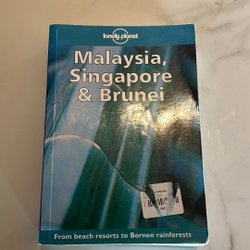 lonely planet
Malaysia,
Singapore
& Brunei
From beach resorts to Borneo rainforests